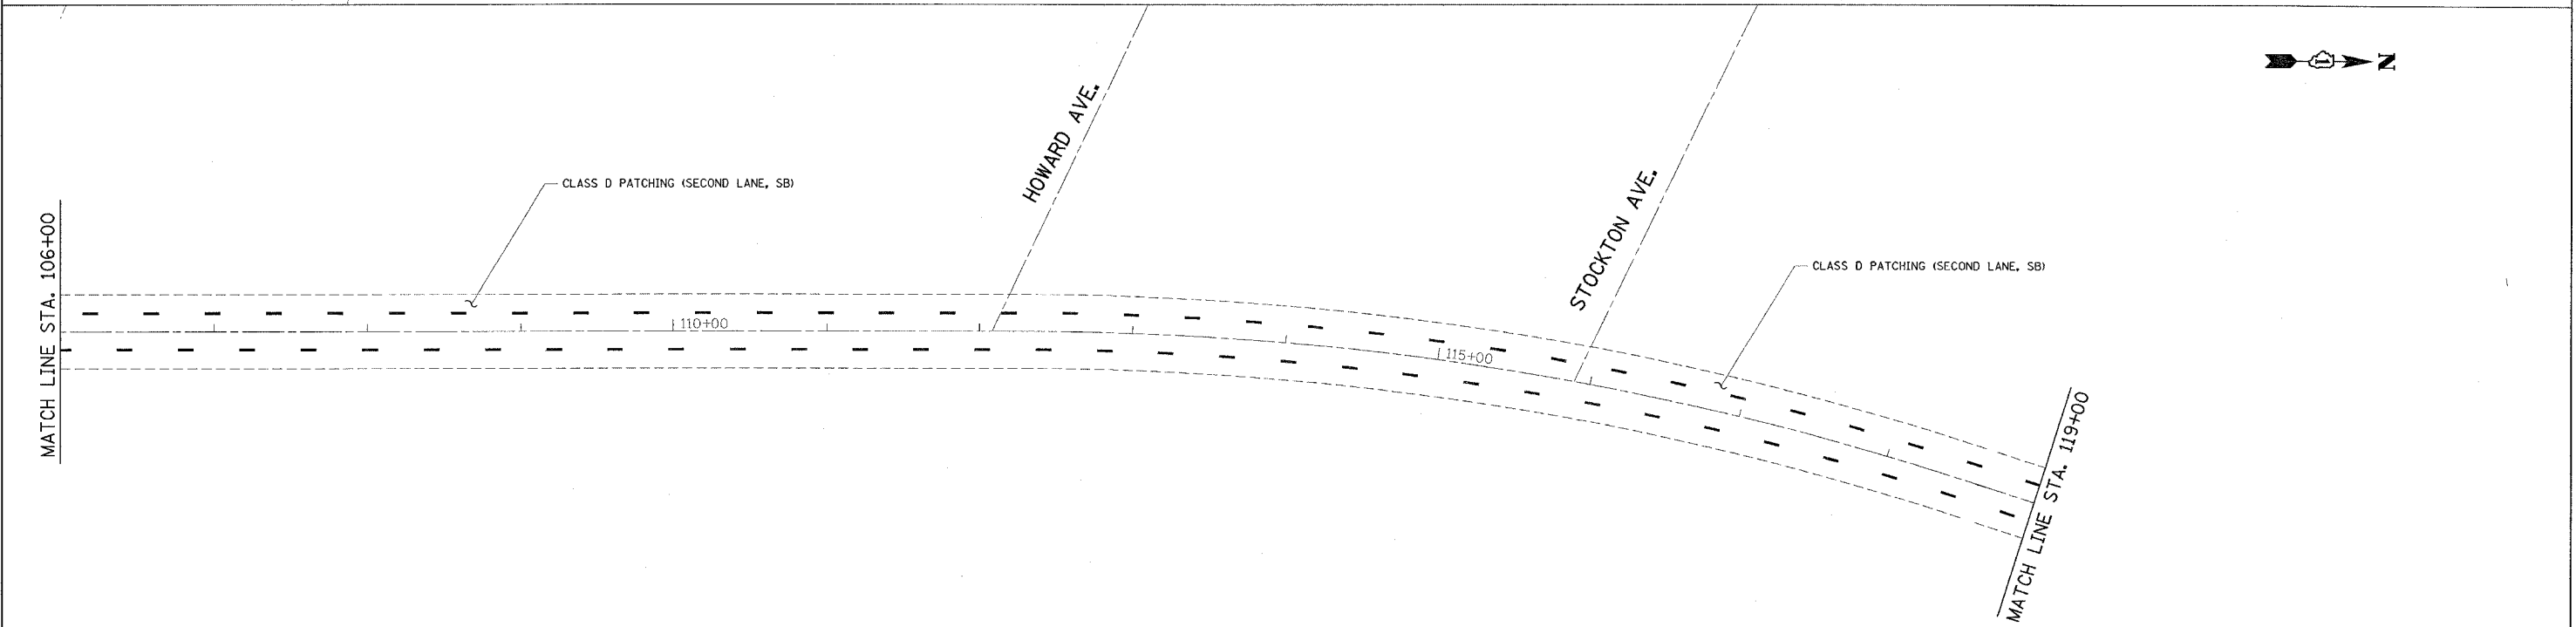 N
HOWARD AVE.
STOCKTON AVE.
CLASS D PATCHING (SECOND LANE, SB)
CLASS D PATCHING (SECOND LANE, SB)
MATCH LINE STA. 106+00
110+00
115+00
MATCH LINE STA. 119+00